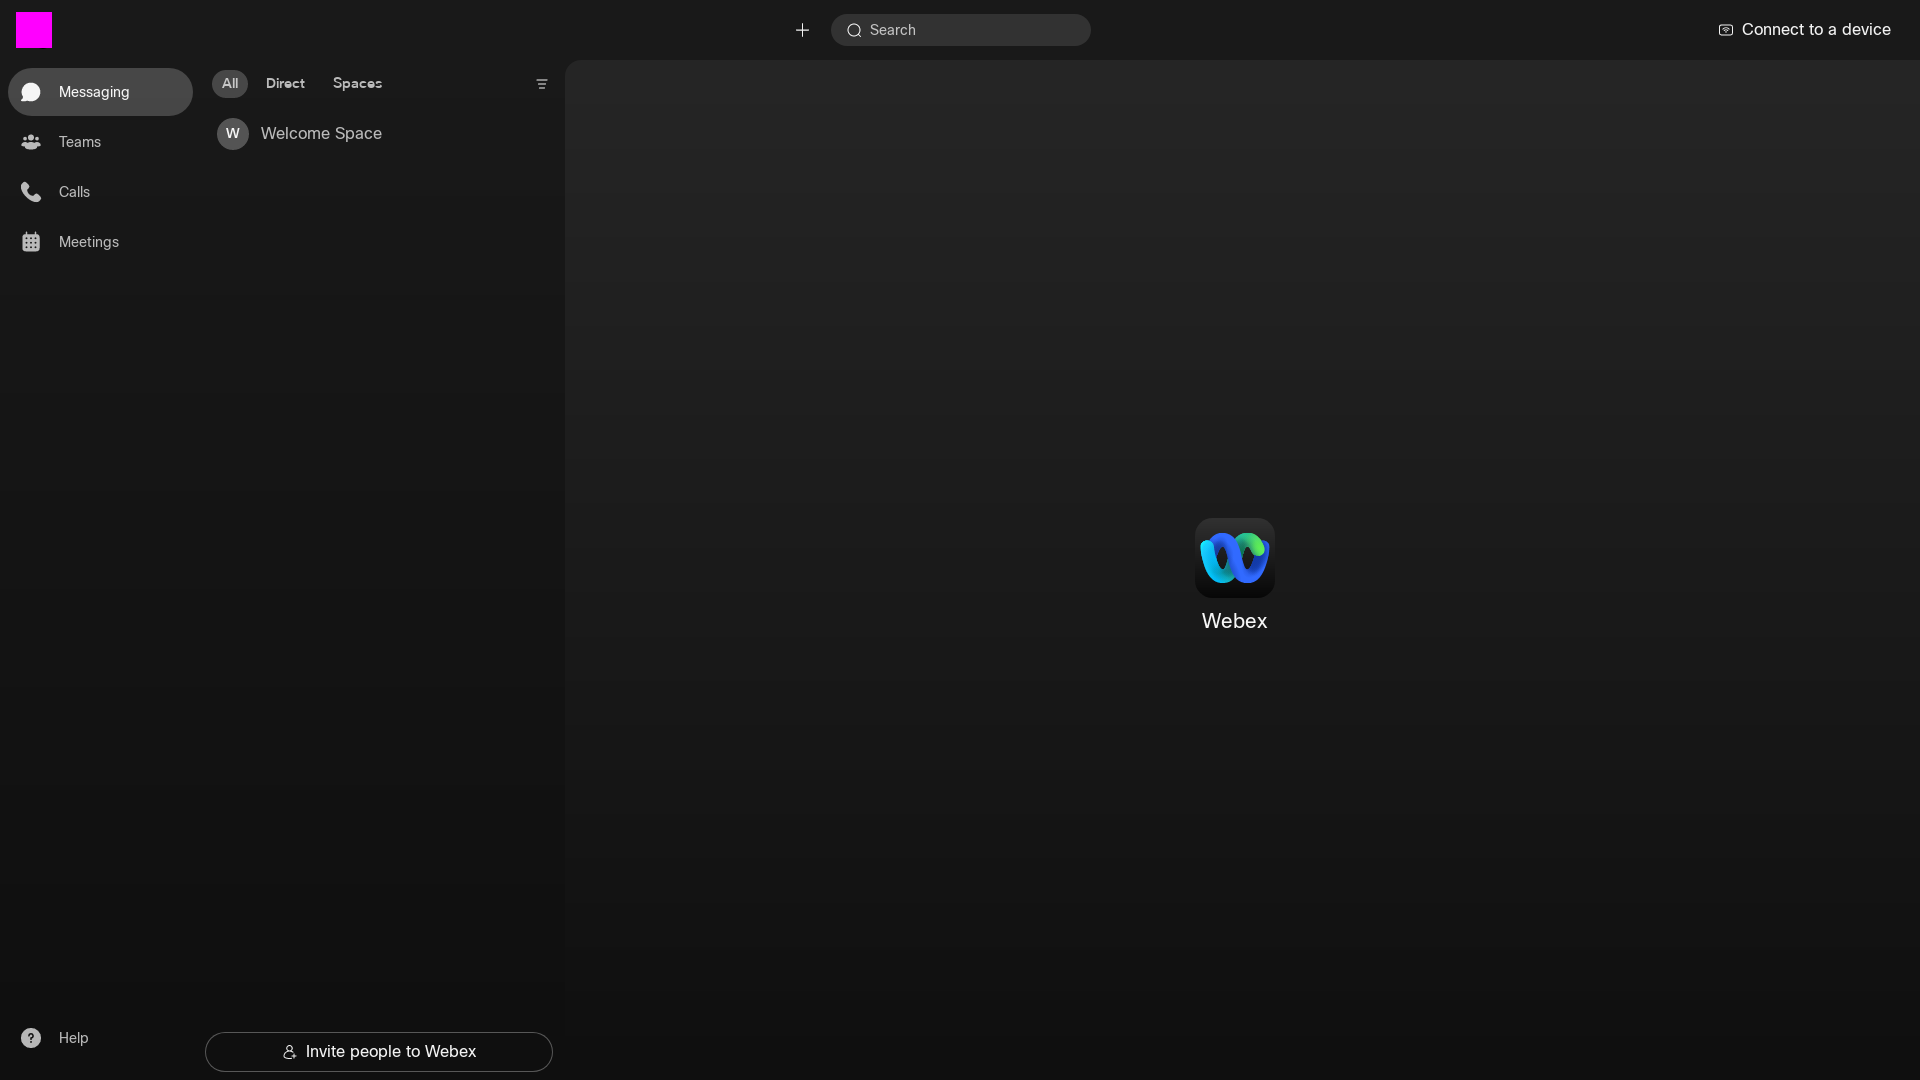 Search
Connect to a device
Messaging
Teams
Calls
Meetings
All
Direct
Spaces
W
Welcome Space
Webex
? Help
Invite people to Webex